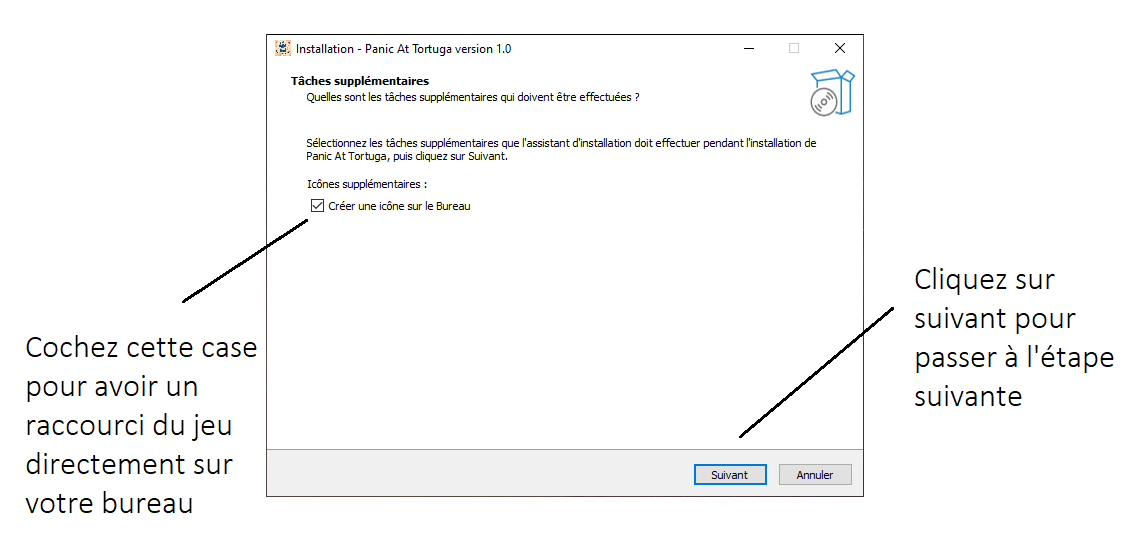 Installation - Panic At Tortuga version 1.0
Tâches supplémentaires
Quelles sont les tâches supplémentaires qui doivent être effectuées ?
Sélectionnez les tâches supplémentaires que l'assistant d'installation doit effectuer pendant l'installation de
Panic At Tortuga, puis cliquez sur Suivant.
Icônes supplémentaires :
Créer une icône sur le Bureau
Cochez cette case
pour avoir un
raccourci du jeu
directement sur
votre bureau
Cliquez sur
suivant pour
passer à l'étape
suivante
Suivant
Annuler